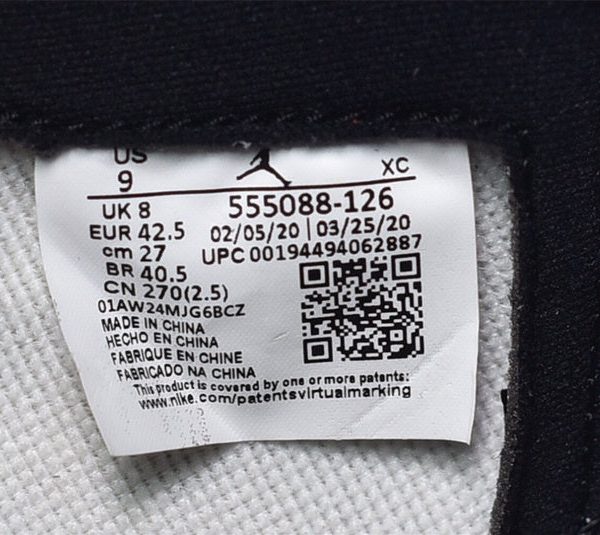 US
9
XC
UK 8
555088-126
EUR 42.5
02/05/20 | 03/25/20
cm 27
UPC 00194494062887
BR 40.5
CN 270(2.5)
01AW24MJG6BCZ
MADE IN CHINA
HECHO EN CHINA
FABRIQUE EN CHINE
FABRICADO NA CHINA
This product is covered by one or more patents:
www.nike.com/patentsvirtualmarking